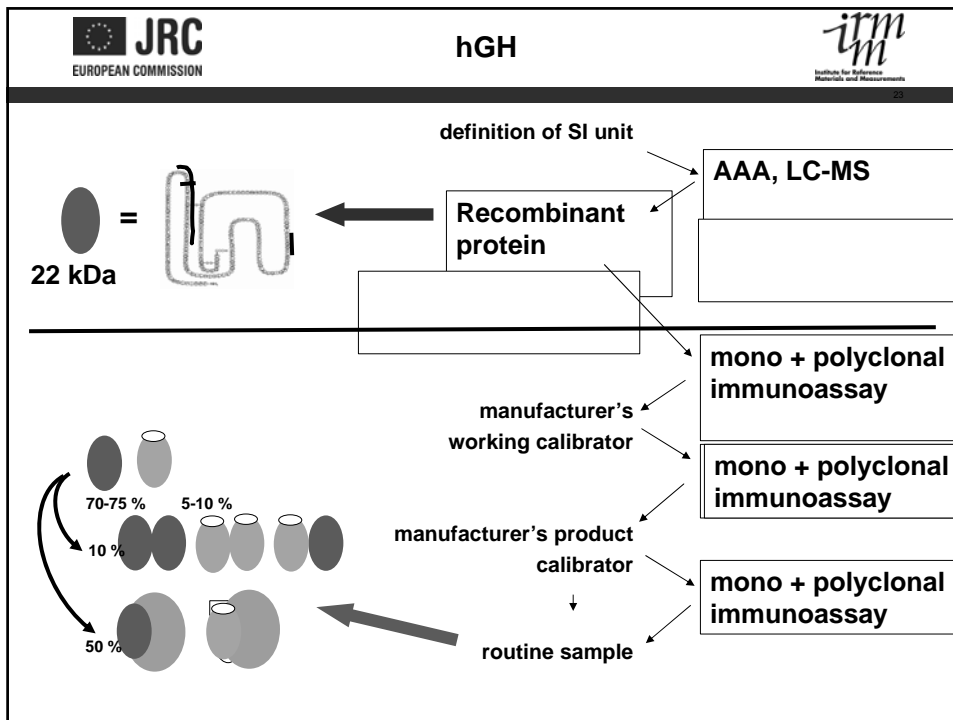 JRC
EUROPEAN COMMISSION
hGH
irmm
Institute for Reference
Materials and Measurements
23
definition of SI unit
AAA, LC-MS
Recombinant
protein
=
22 kDa
mono + polyclonal
immunoassay
manufacturer's
working calibrator
mono + polyclonal
immunoassay
manufacturer's product
calibrator
mono + polyclonal
immunoassay
routine sample
70-75 %
5-10 %
10 %
50 %